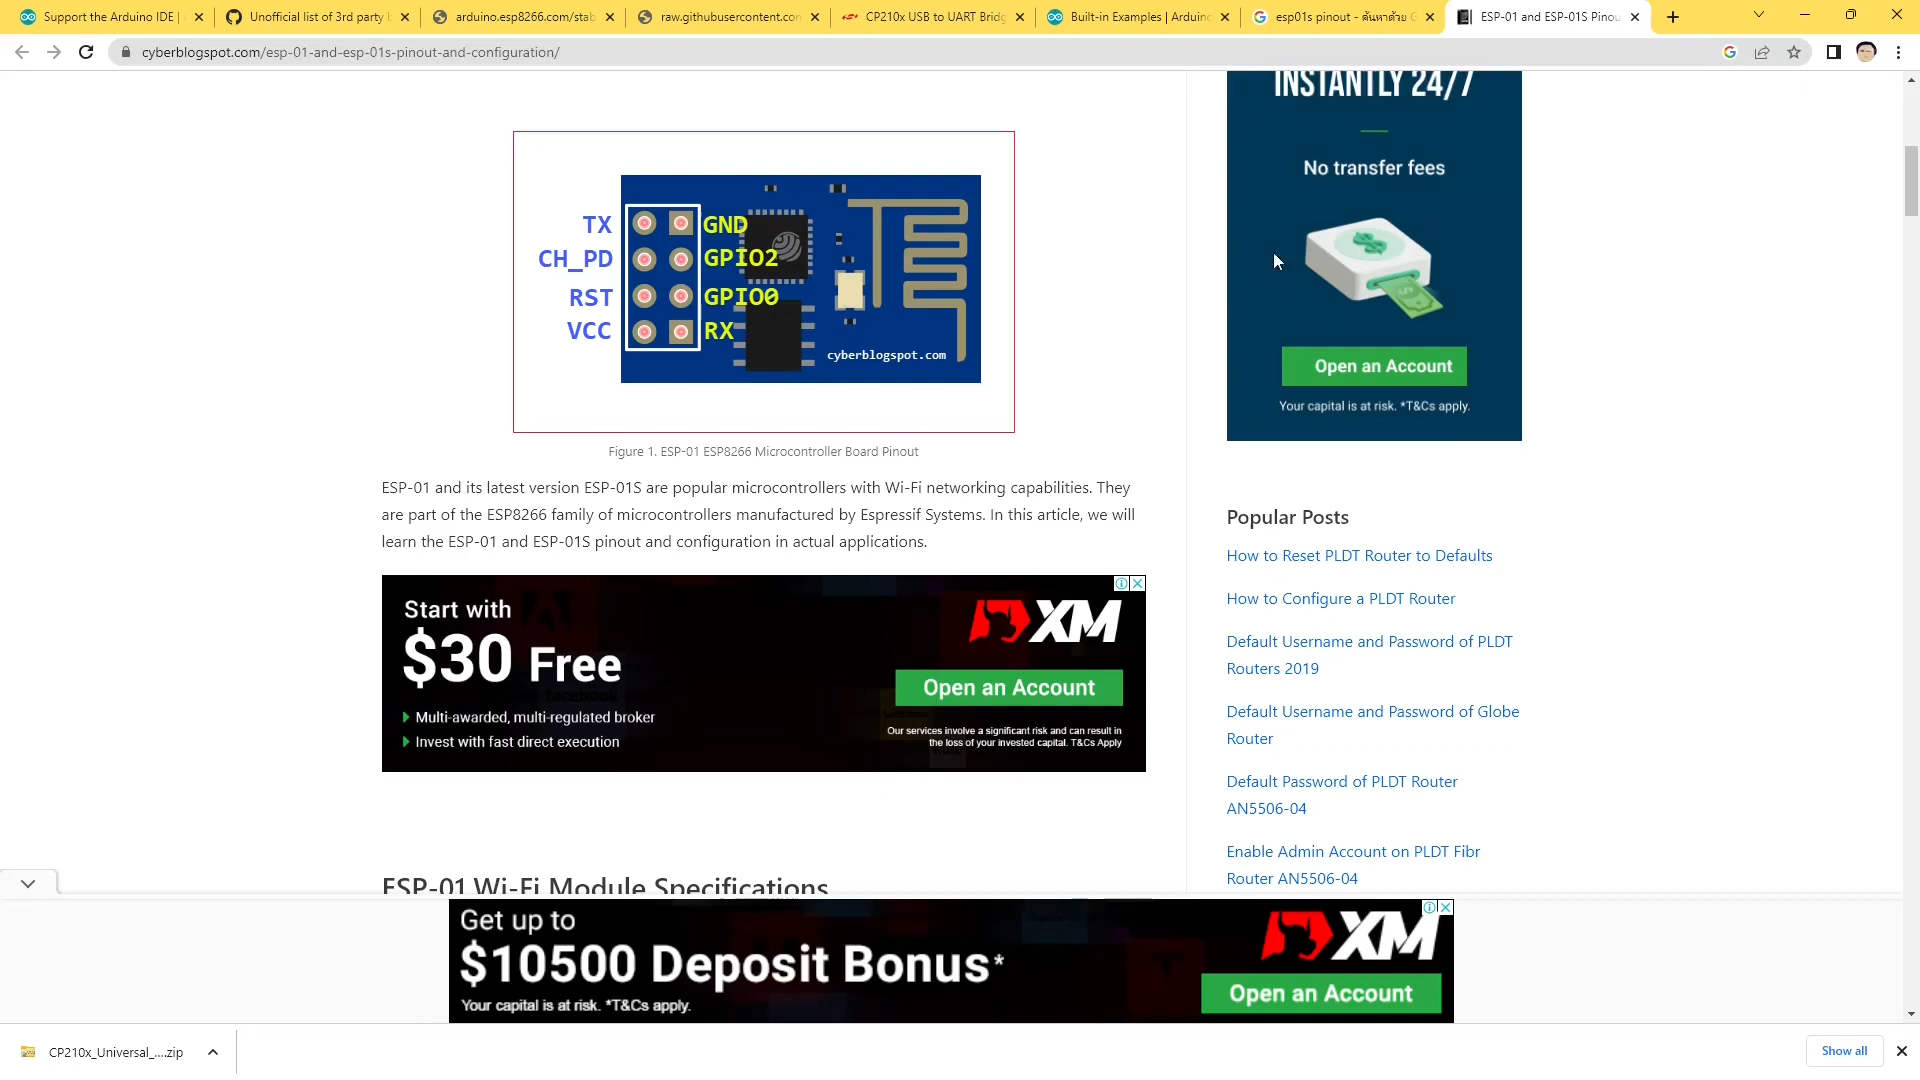 Support the Arduino IDE |
Unofficial list of 3rd party b
arduino.esp8266.com/stab
raw.githubusercontent.con
CP210x USB to UART Bridg
Built-in Examples | Arduino
esp01s pinout - ค้นหาด้วย G
ESP-01 and ESP-01S Pinou
cyberblogspot.com/esp-01-and-esp-01s-pinout-and-configuration/
TX GND
CH_PD GPIO2
RST GPIO0
VCC RX
cyberblogspot.com
Figure 1. ESP-01 ESP8266 Microcontroller Board Pinout
ESP-01 and its latest version ESP-01S are popular microcontrollers with Wi-Fi networking capabilities. They
are part of the ESP8266 family of microcontrollers manufactured by Espressif Systems. In this article, we will
learn the ESP-01 and ESP-01S pinout and configuration in actual applications.
Start with
$30 Free
Multi-awarded, multi-regulated broker
Invest with fast direct execution
XM
Open an Account
Our services involve a significant risk and can result in
the loss of your invested capital. T&Cs Apply
ESP-01 Wi-Fi Module Specifications
INSTANTLY 24/7
No transfer fees
Open an Account
Your capital is at risk. *T&Cs apply.
Popular Posts
How to Reset PLDT Router to Defaults
How to Configure a PLDT Router
Default Username and Password of PLDT
Routers 2019
Default Username and Password of Globe
Router
Default Password of PLDT Router
AN5506-04
Enable Admin Account on PLDT Fibr
Router AN5506-04
Get up to
$10500 Deposit Bonus*
Your capital is at risk. *T&Cs apply.
XM
Open an Account
CP210x_Universal_....zip
Show all